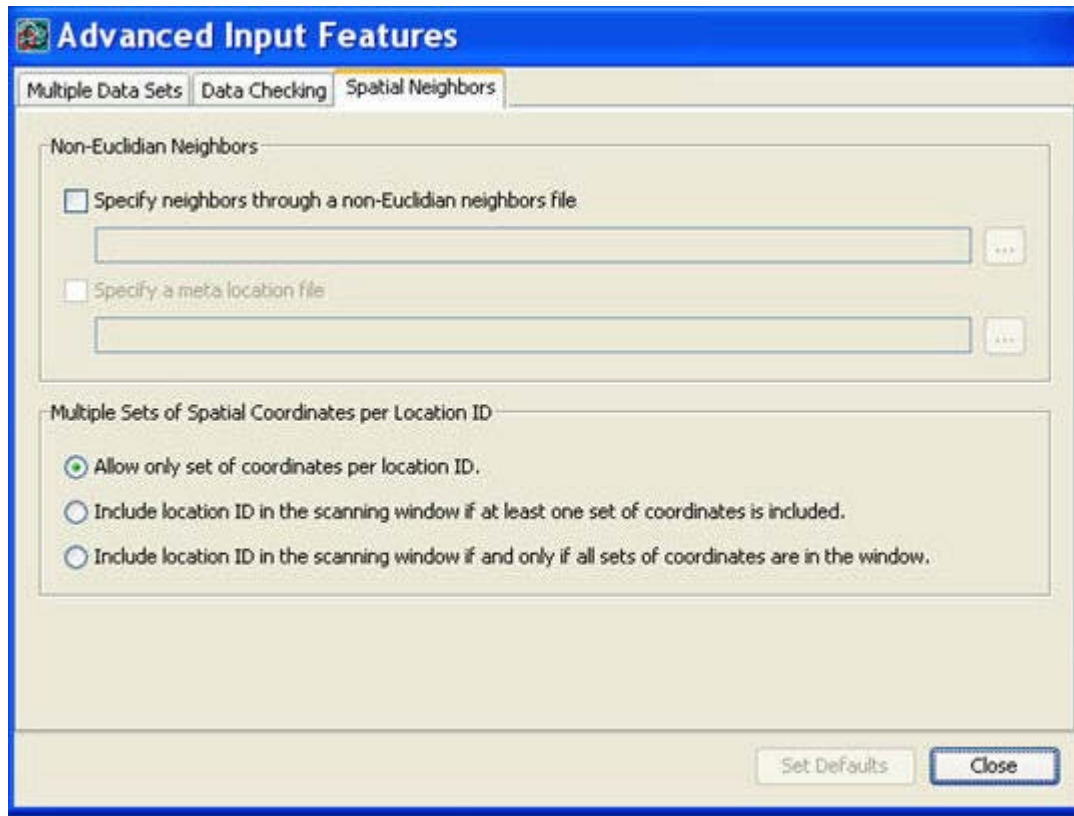 Advanced Input Features
Multiple Data Sets Data Checking Spatial Neighbors
Non-Euclidian Neighbors
Specify neighbors through a non-Euclidian neighbors file
...
Specify a meta location file
...
Multiple Sets of Spatial Coordinates per Location ID
Allow only set of coordinates per location ID.
Include location ID in the scanning window if at least one set of coordinates is included.
Include location ID in the scanning window if and only if all sets of coordinates are in the window.
Set Defaults Close